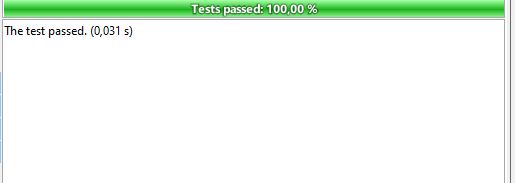 Tests passed: 100,00 %
The test passed. (0,031 s)